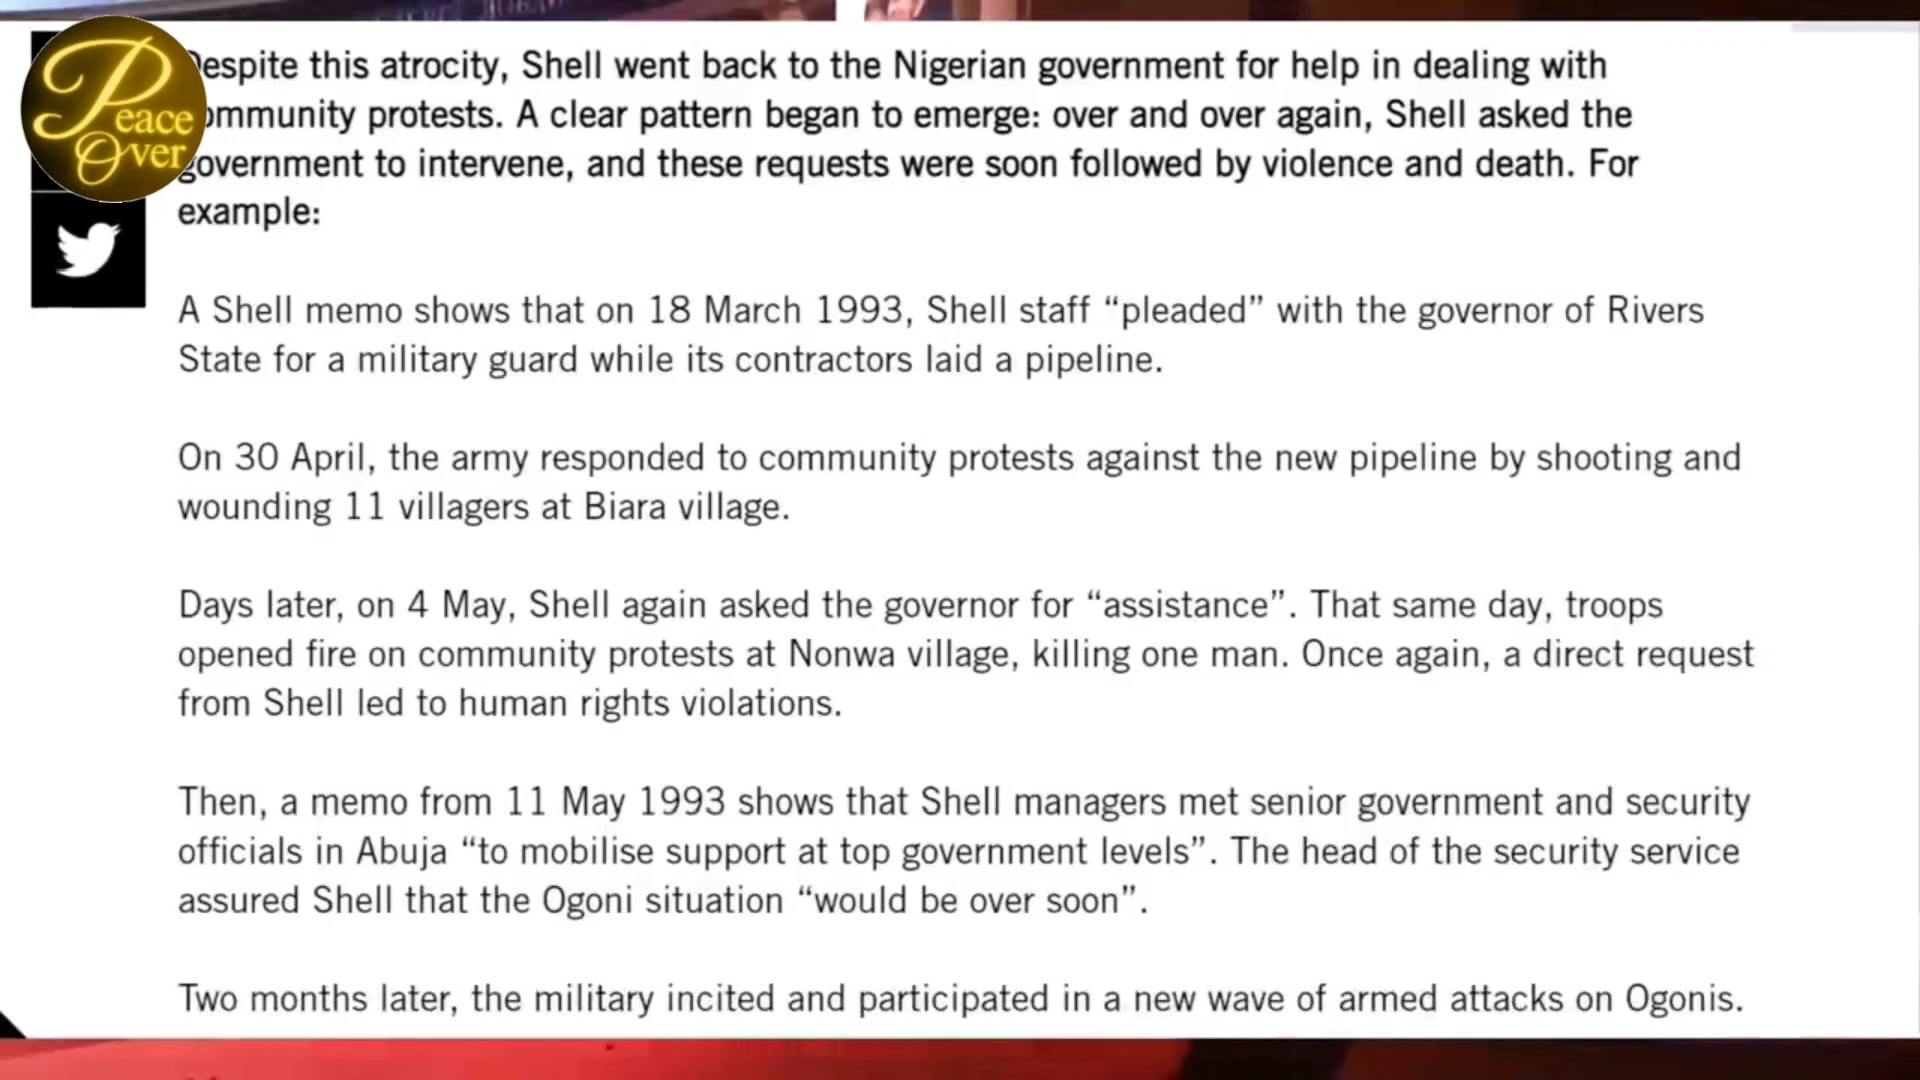 Peace
Over
Despite this atrocity, Shell went back to the Nigerian government for help in dealing with
community protests. A clear pattern began to emerge: over and over again, Shell asked the
government to intervene, and these requests were soon followed by violence and death. For
example:
A Shell memo shows that on 18 March 1993, Shell staff “pleaded” with the governor of Rivers
State for a military guard while its contractors laid a pipeline.
On 30 April, the army responded to community protests against the new pipeline by shooting and
wounding 11 villagers at Biara village.
Days later, on 4 May, Shell again asked the governor for “assistance”. That same day, troops
opened fire on community protests at Nonwa village, killing one man. Once again, a direct request
from Shell led to human rights violations.
Then, a memo from 11 May 1993 shows that Shell managers met senior government and security
officials in Abuja “to mobilise support at top government levels”. The head of the security service
assured Shell that the Ogoni situation “would be over soon”.
Two months later, the military incited and participated in a new wave of armed attacks on Ogonis.